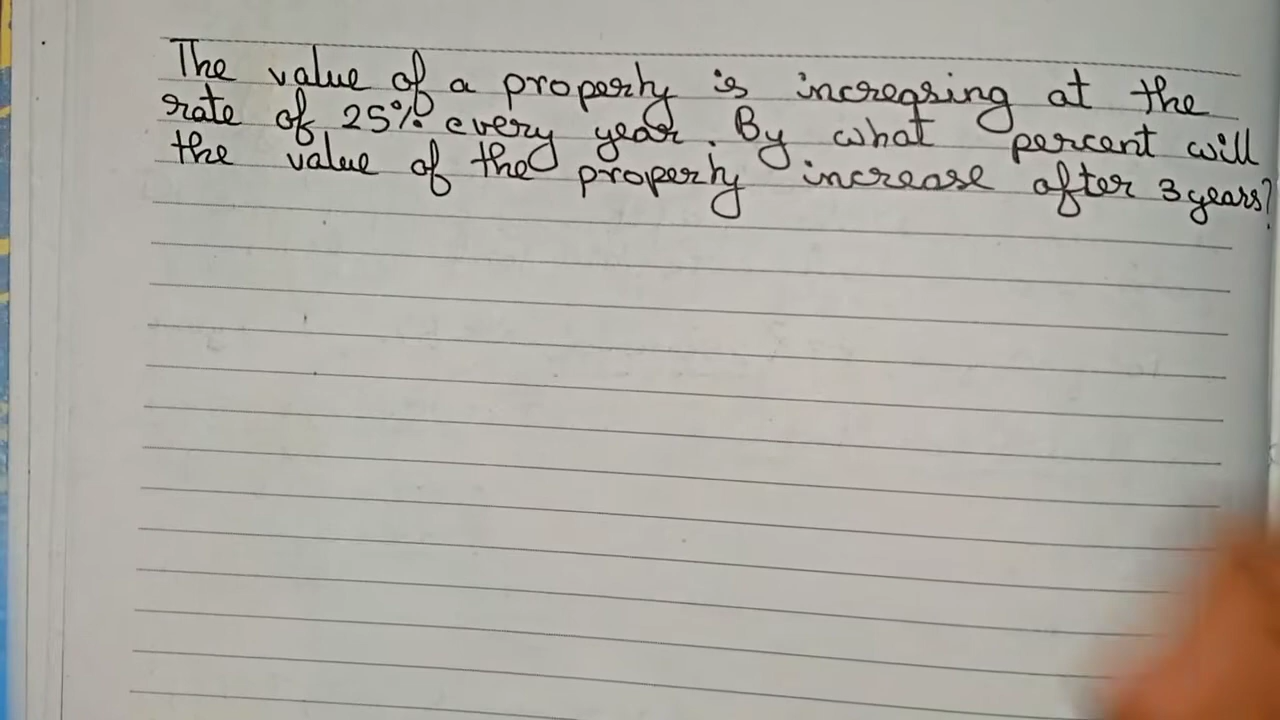 The value of a property is increasing at the
rate of 25% every year. By what percent will
the value of the property increase after 3 years?